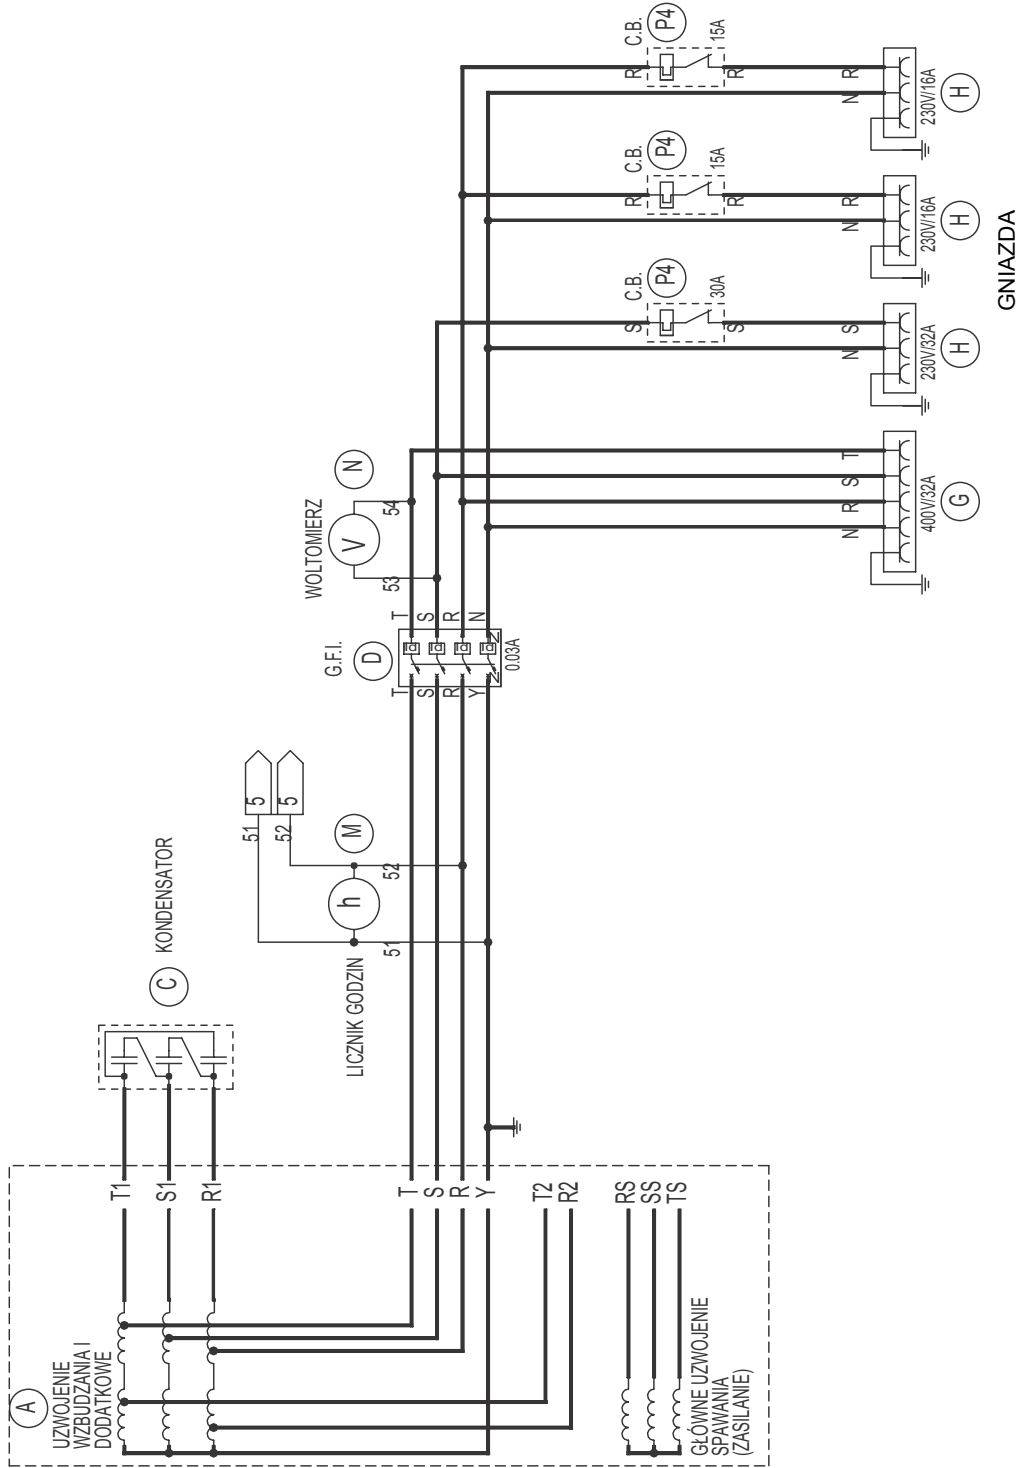 A
UZWOJENIE
WZBUDZANIA I
DODATKOWE
T1
S1
R1
C
KONDENSATOR
T
S
R
Y
T2
R2
GŁÓWNE UZWOJENIE
SPAWANIA
(ZASILANIE)
RS
SS
TS
LICZNIK GODZIN
h
M
51
52
51
52
5
5
G.F.I.
D
T
S
R
Y
T
S
R
N
N
N
0.03A
WOLTOMIERZ
V
N
53
54
N
R
S
T
400V/32A
G
C.B.
P4
30A
S
S
N
S
230V/32A
H
C.B.
P4
15A
R
R
N
R
230V/16A
H
C.B.
P4
15A
R
R
N
R
230V/16A
H
GNIAZDA